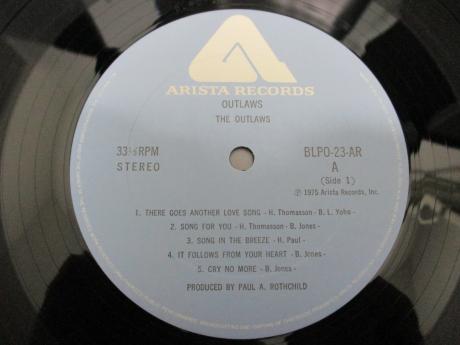 ARISTA RECORDS
OUTLAWS
THE OUTLAWS
33⅓RPM
STEREO
BLPO-23-AR
A
(Side 1)
Ⓟ 1975 Arista Records, Inc.
1. THERE GOES ANOTHER LOVE SONG - H. Thomasson - B. L. Yoho -
2. SONG FOR YOU - H. Thomasson - B. Jones -
3. SONG IN THE BREEZE - H. Paul -
4. IT FOLLOWS FROM YOUR HEART - B. Jones -
5. CRY NO MORE - B. Jones -
PRODUCED BY PAUL A. ROTHCHILD